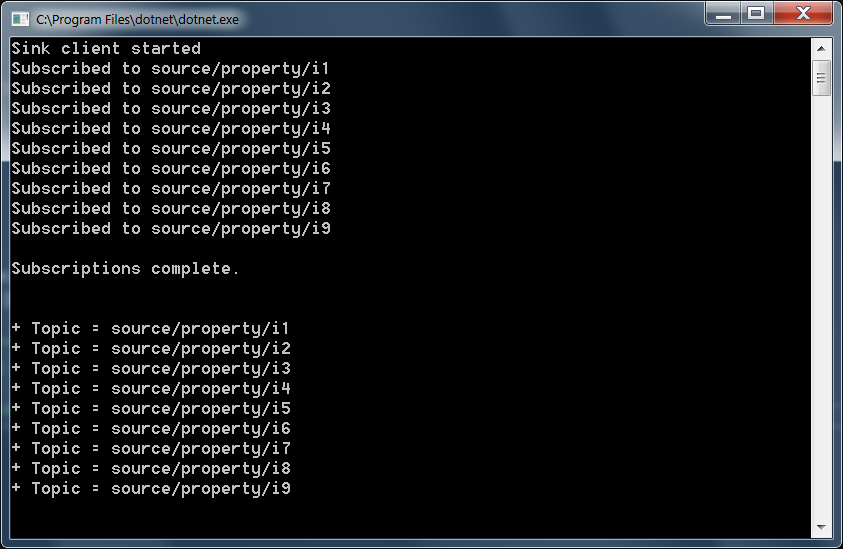 C:\Program Files\dotnet\dotnet.exe
Sink client started
Subscribed to source/property/i1
Subscribed to source/property/i2
Subscribed to source/property/i3
Subscribed to source/property/i4
Subscribed to source/property/i5
Subscribed to source/property/i6
Subscribed to source/property/i7
Subscribed to source/property/i8
Subscribed to source/property/i9
Subscriptions complete.
+ Topic = source/property/i1
+ Topic = source/property/i2
+ Topic = source/property/i3
+ Topic = source/property/i4
+ Topic = source/property/i5
+ Topic = source/property/i6
+ Topic = source/property/i7
+ Topic = source/property/i8
+ Topic = source/property/i9